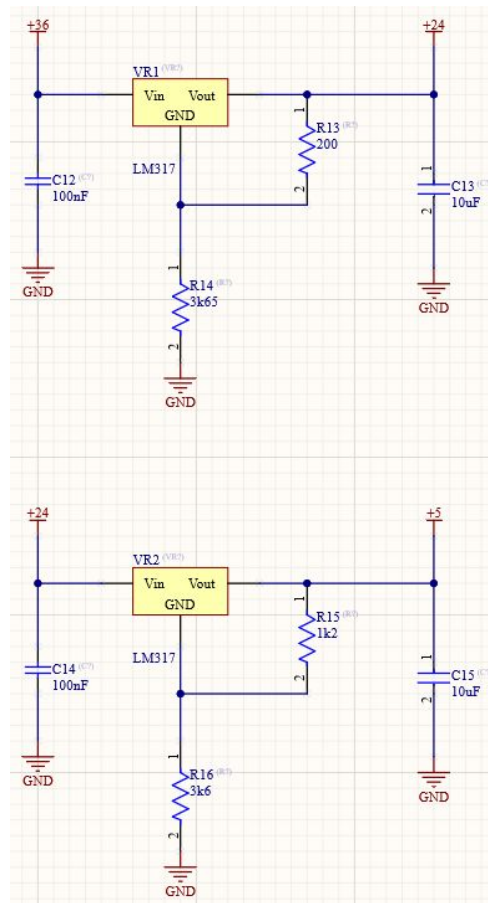 +36
+24
VR1 (VR?)
Vin Vout
GND
LM317
1
R13 (R?)
200
2
C12 (C?)
100nF
1
C13 (C?
10uF
2
GND
1
R14 (R?)
3k65
2
GND
GND
+24
+5
VR2 (VR?)
Vin Vout
GND
LM317
1
R15 (R?)
1k2
2
C14 (C?)
100nF
1
C15 (C?
10uF
2
GND
1
R16 (R?)
3k6
2
GND
GND